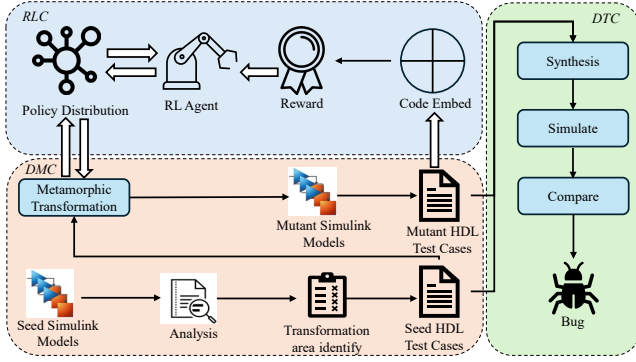 RLC
DTC
Policy Distribution
RL Agent
Reward
Code Embed
Synthesis
Simulate
Compare
Bug
DMC
Metamorphic
Transformation
Mutant Simulink
Models
Mutant HDL
Test Cases
Seed Simulink
Models
Analysis
Transformation
area identify
Seed HDL
Test Cases